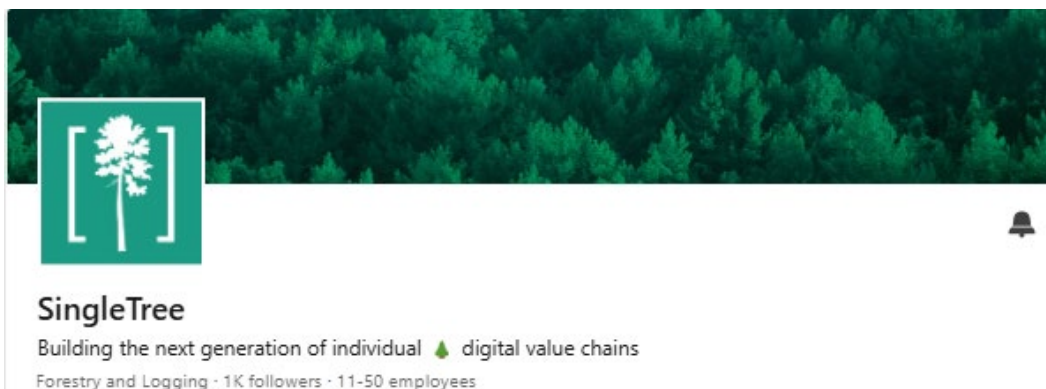 SingleTree
Building the next generation of individual 🌲 digital value chains
Forestry and Logging · 1K followers · 11-50 employees